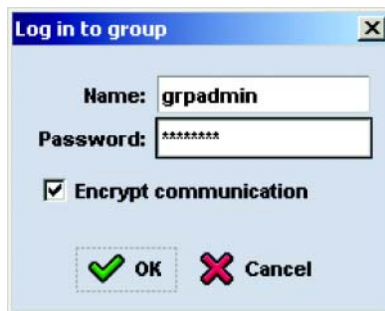 Log in to group
Name: grpadmin
Password: ********
Encrypt communication
OK Cancel